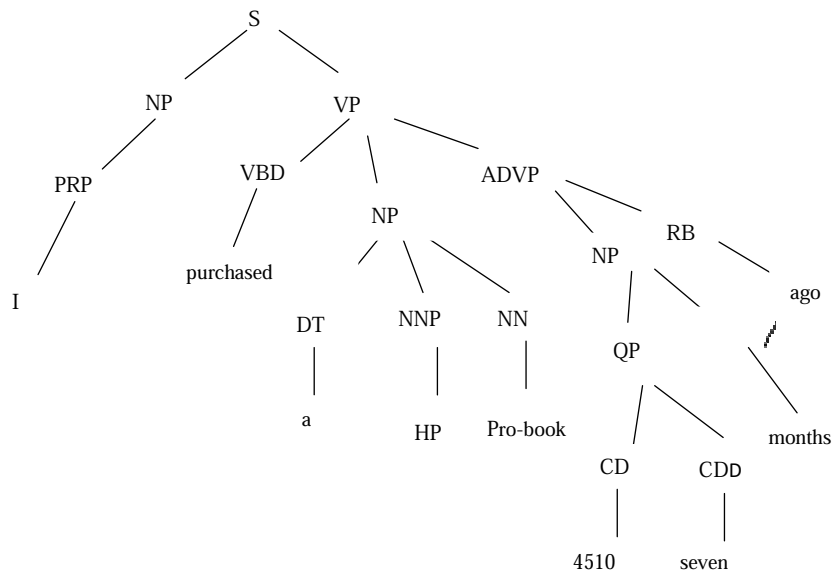 S
NP VP
VBD ADVP
PRP
NP RB
NP
purchased
I ago
DT NNP NN
QP
a HP Pro-book months
CD CDD
4510 seven